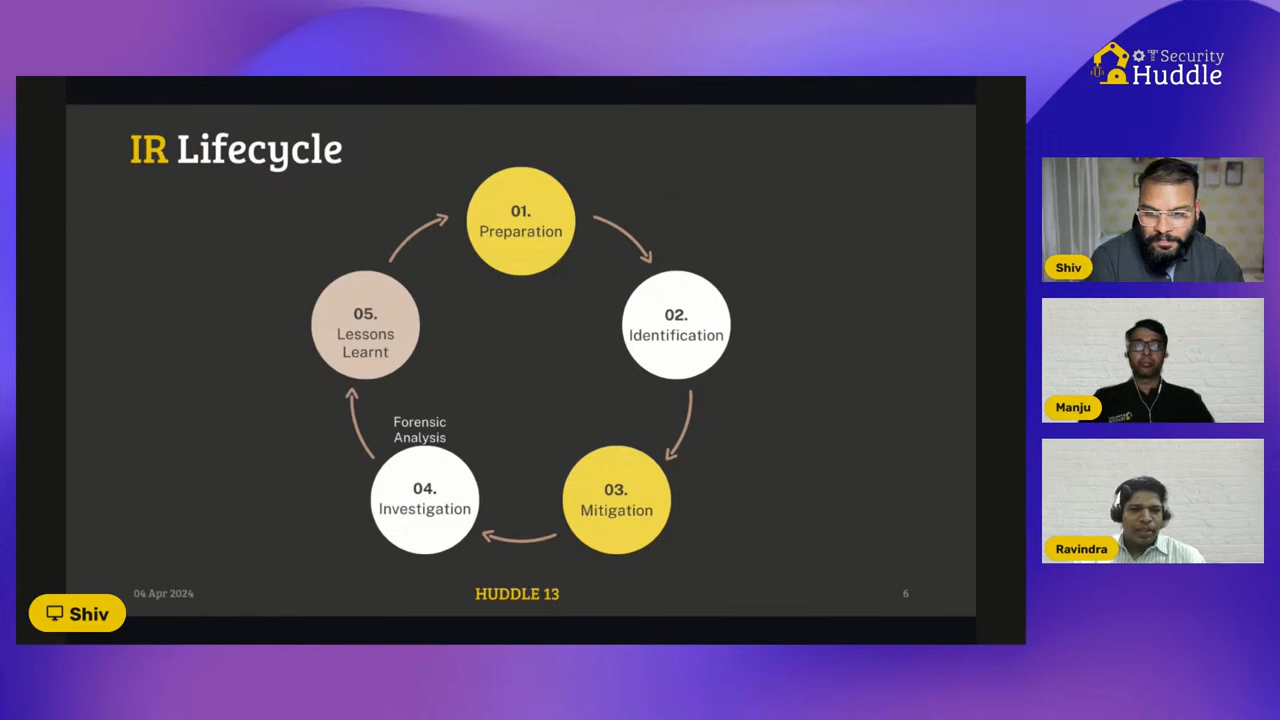 OT Security
Huddle
IR Lifecycle
01.
Preparation
02.
Identification
03.
Mitigation
Forensic
Analysis
04.
Investigation
05.
Lessons
Learnt
04 Apr 2024
HUDDLE 13
6
Shiv
Shiv
Manju
Ravindra